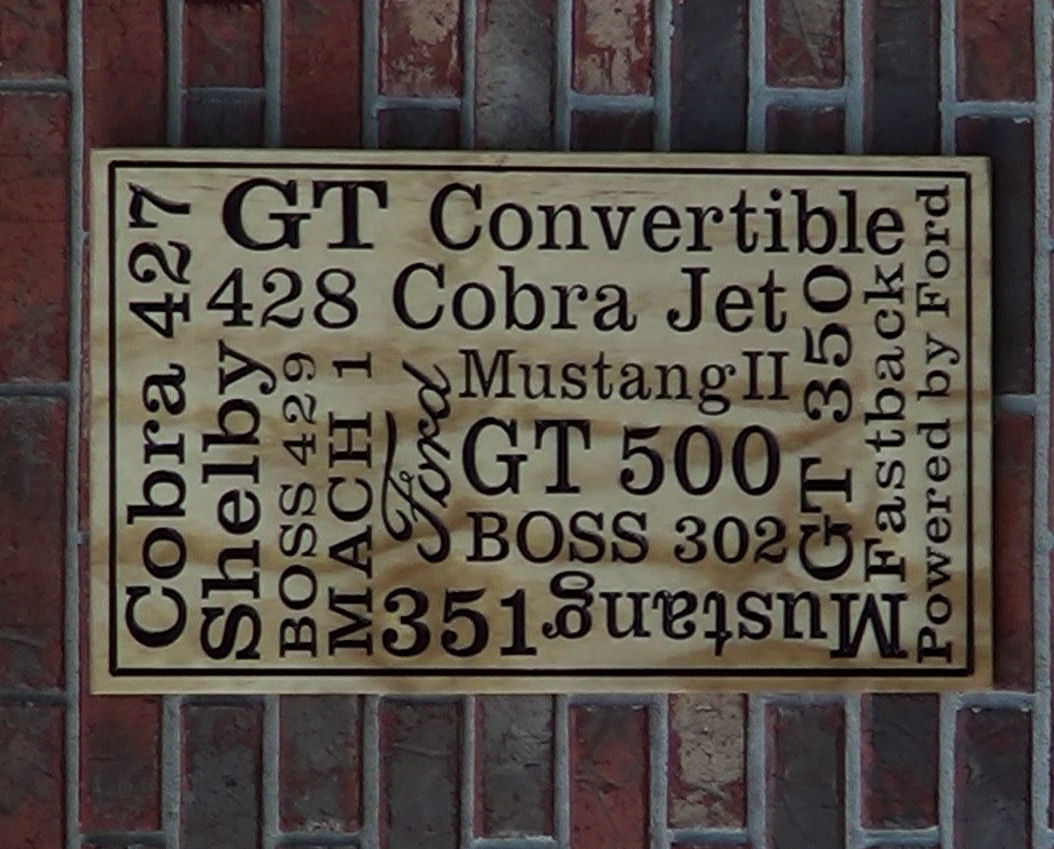 Cobra 427
GT Convertible
428 Cobra Jet
Shelby
BOSS 429
MACH 1
Ford
Mustang II
GT 500
BOSS 302
351
Mustang
GT 350
Fastback
Powered by Ford